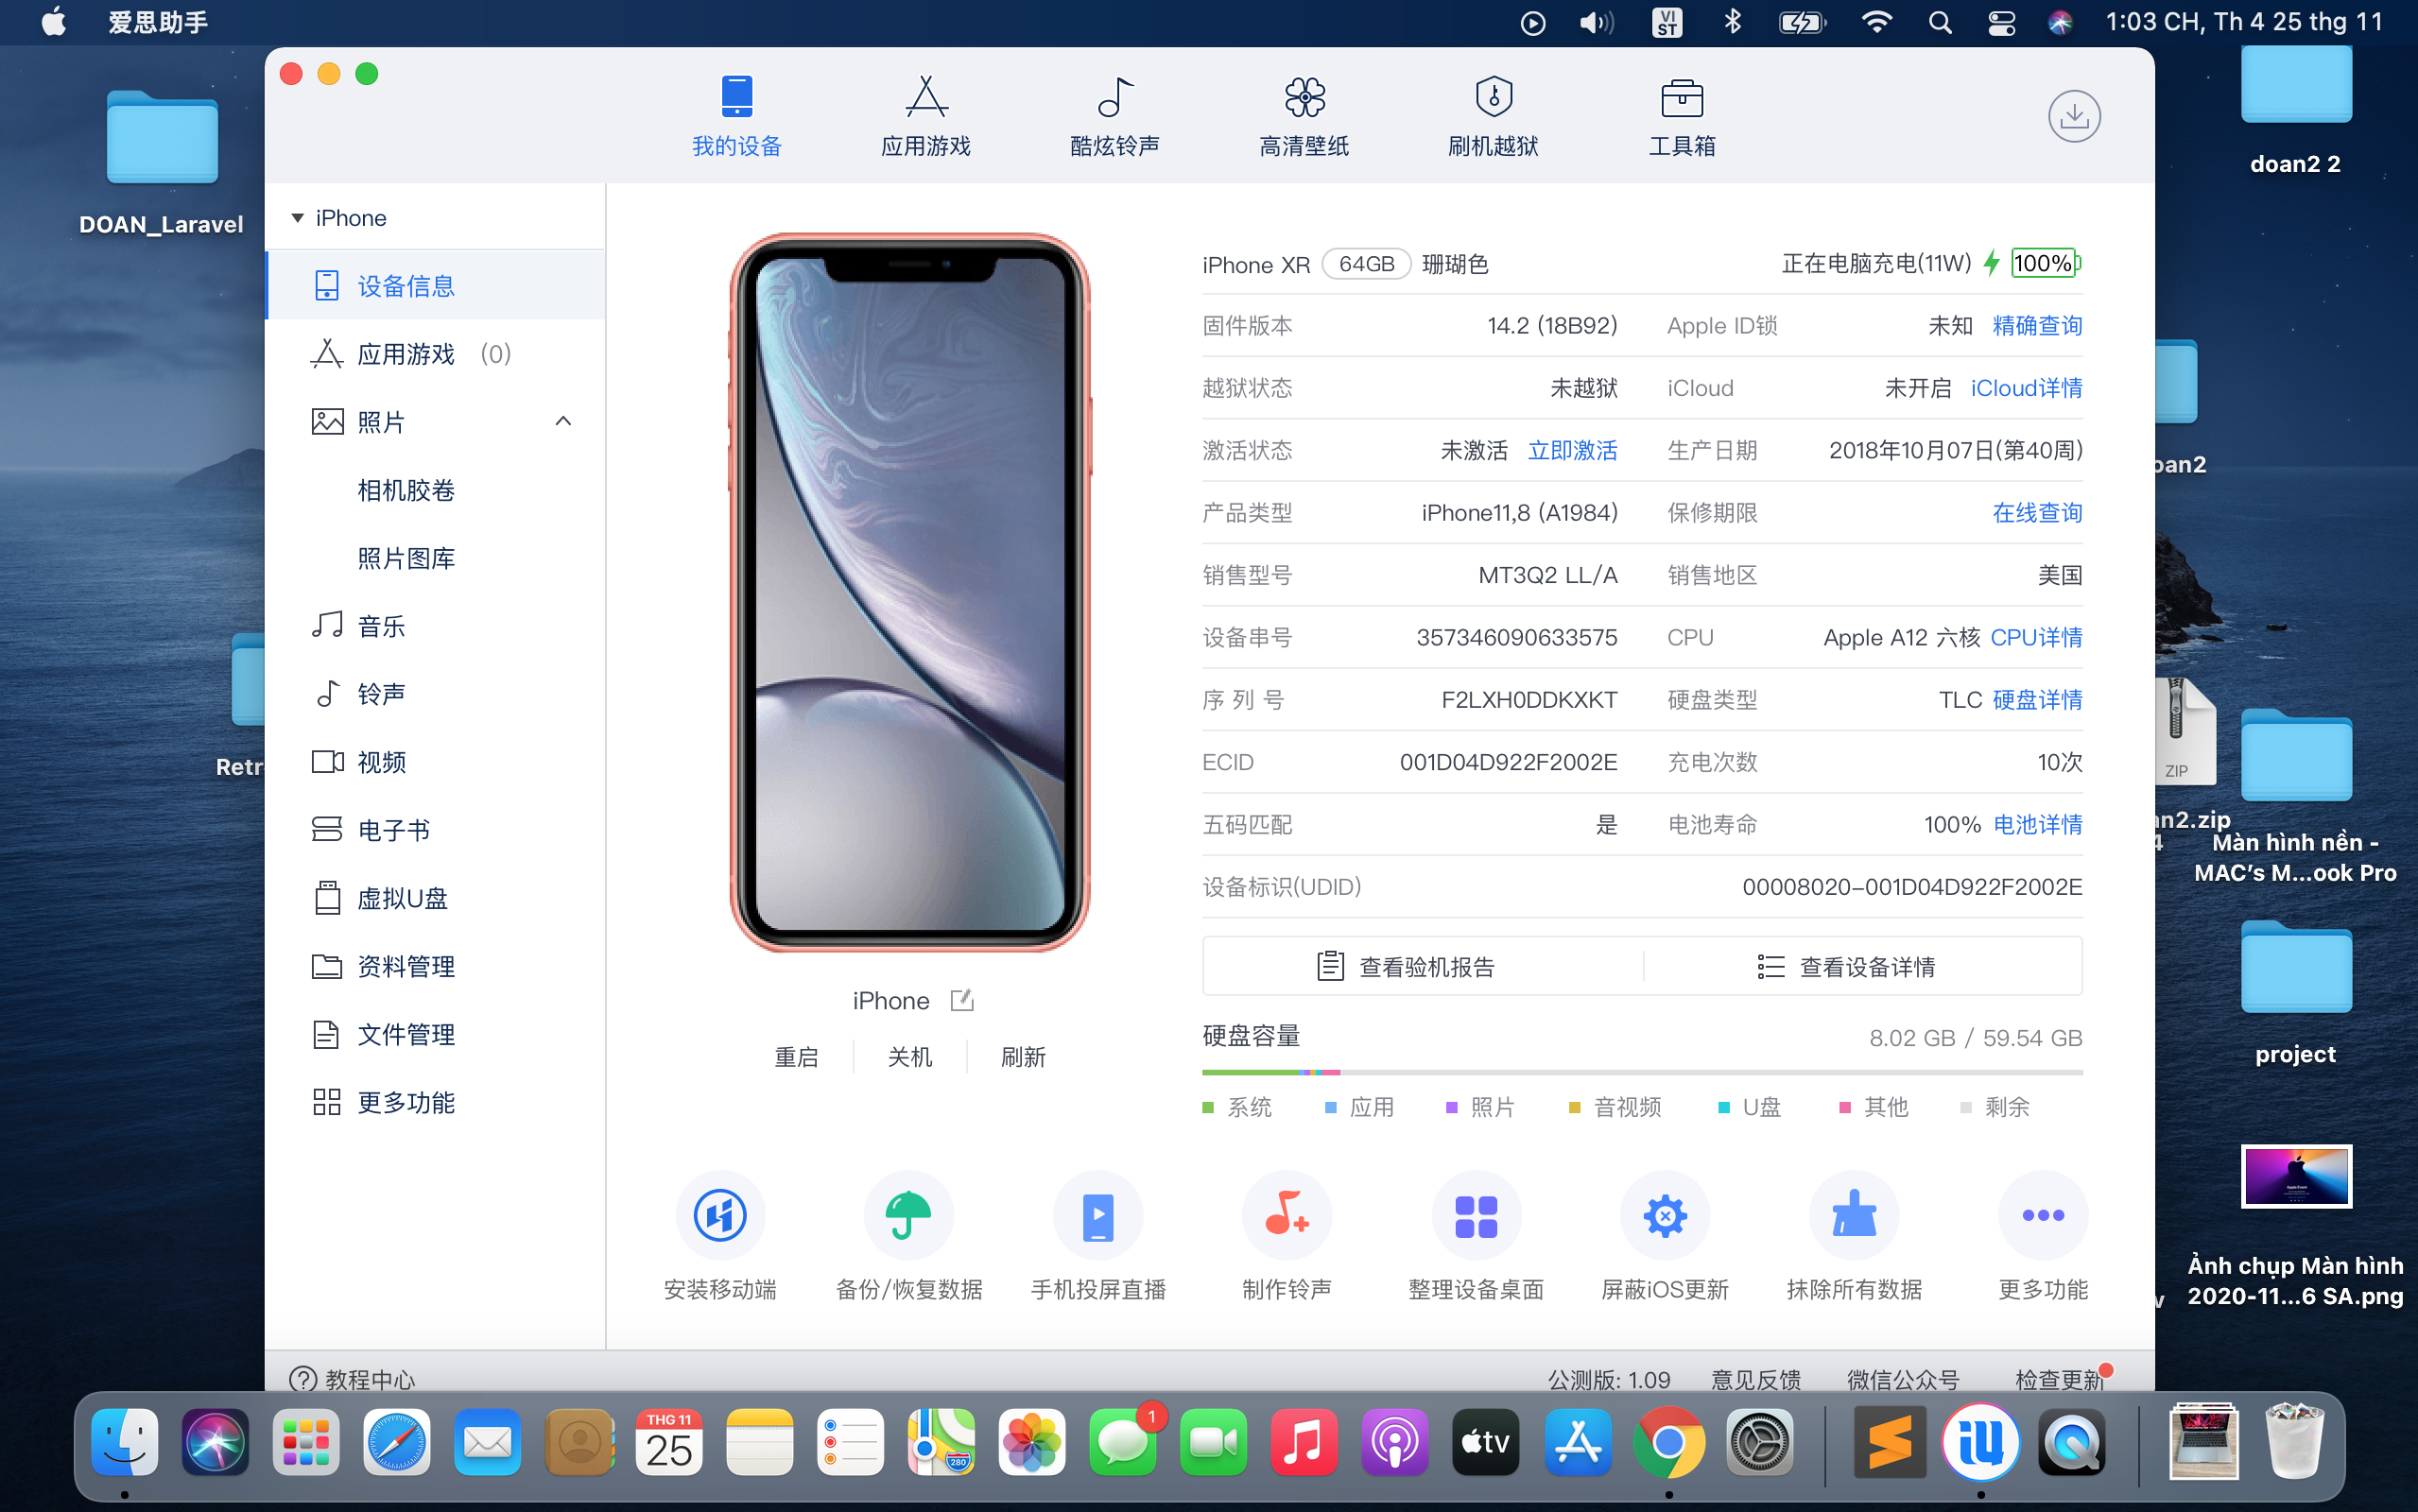 爱思助手
VI
ST
1:03 CH, Th 4 25 thg 11
DOAN_Laravel
doan2 2
我的设备
应用游戏
酷炫铃声
高清壁纸
刷机越狱
工具箱
iPhone
设备信息
应用游戏 (0)
照片
相机胶卷
照片图库
音乐
铃声
视频
电子书
虚拟U盘
资料管理
文件管理
更多功能
iPhone
重启
关机
刷新
iPhone XR 64GB 珊瑚色 正在电脑充电(11W) 100%
固件版本 14.2 (18B92) Apple ID锁 未知 精确查询
越狱状态 未越狱 iCloud 未开启 iCloud详情
激活状态 未激活 立即激活 生产日期 2018年10月07日(第40周)
产品类型 iPhone11,8 (A1984) 保修期限 在线查询
销售型号 MT3Q2 LL/A 销售地区 美国
设备串号 357346090633575 CPU Apple A12 六核 CPU详情
序列号 F2LXH0DDKXKT 硬盘类型 TLC 硬盘详情
ECID 001D04D922F2002E 充电次数 10次
五码匹配 是 电池寿命 100% 电池详情
设备标识(UDID) 00008020-001D04D922F2002E
查看验机报告 查看设备详情
硬盘容量 8.02 GB / 59.54 GB
系统 应用 照片 音视频 U盘 其他 剩余
安装移动端
备份/恢复数据
手机投屏直播
制作铃声
整理设备桌面
屏蔽iOS更新
抹除所有数据
更多功能
教程中心
公测版: 1.09
意见反馈
微信公众号
检查更新
oan2
Retr
ZIP
an2.zip
4
Màn hình nền -
MAC's M...ook Pro
project
Apple Event
Ảnh chụp Màn hình
2020-11...6 SA.png
v
THG 11
25
280
1
tv